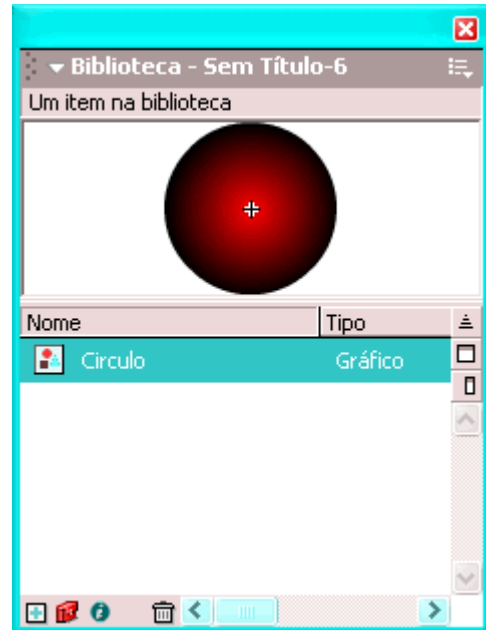 Biblioteca - Sem Título-6
Um item na biblioteca
Nome Tipo
Circulo Gráfico